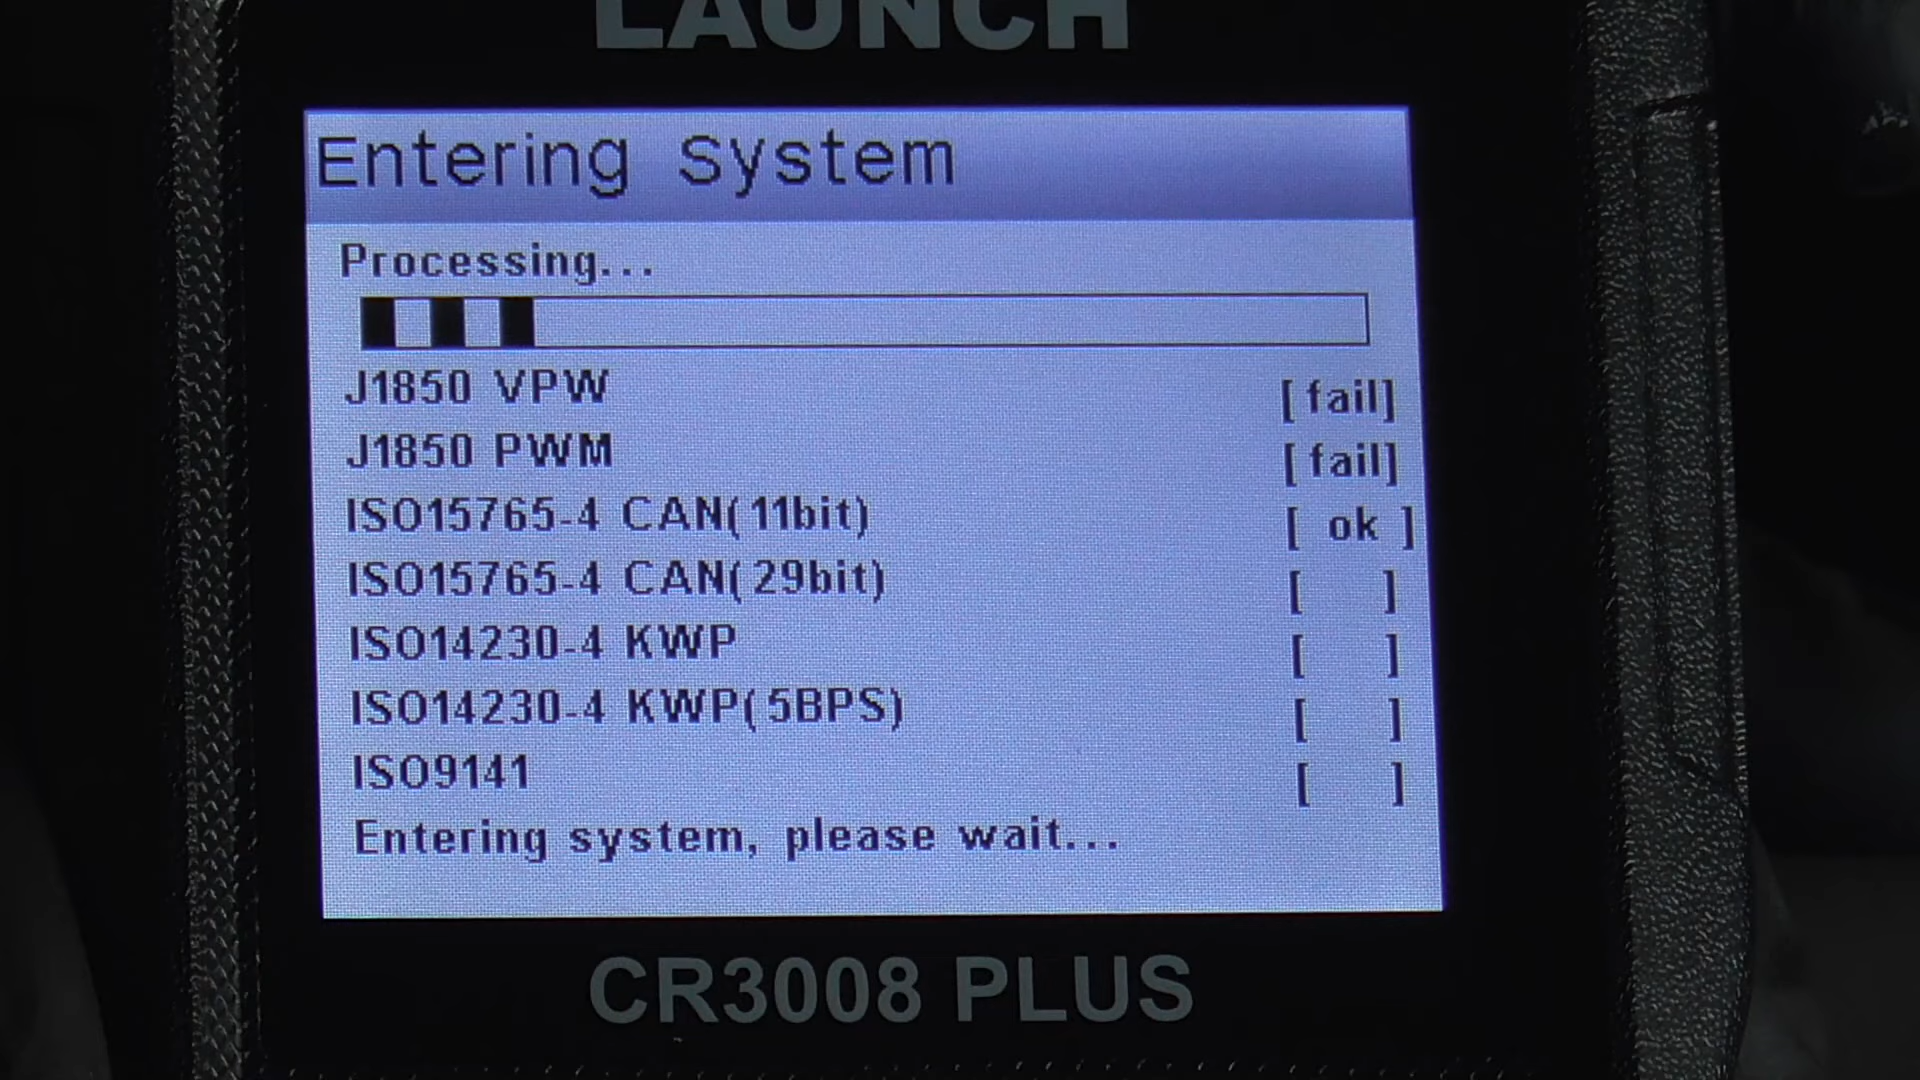 LAUNCH
Entering System
Processing...
J1850 VPW [fail]
J1850 PWM [fail]
ISO15765-4 CAN(11bit) [ ok ]
ISO15765-4 CAN(29bit) [ ]
ISO14230-4 KWP [ ]
ISO14230-4 KWP(5BPS) [ ]
ISO9141 [ ]
Entering system, please wait...
CR3008 PLUS